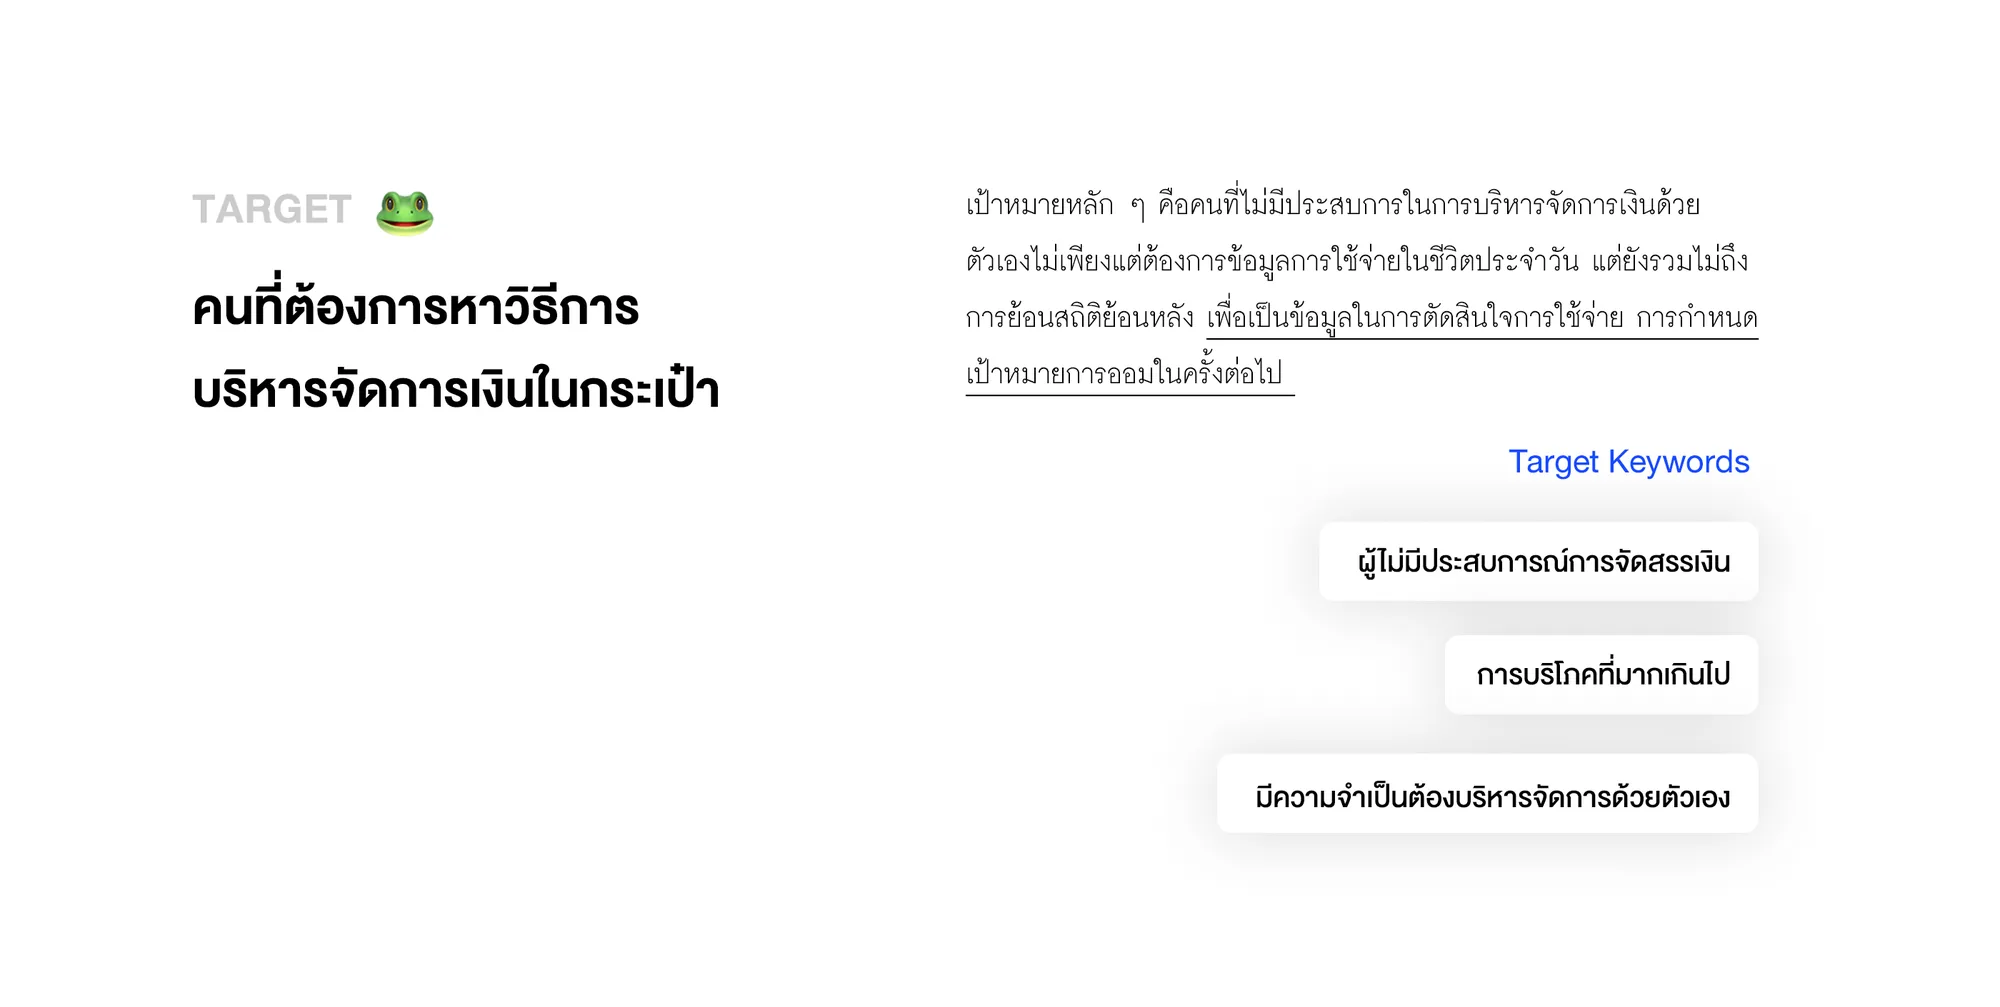 TARGET 🐸
คนที่ต้องการหาวิธีการ
บริหารจัดการเงินในกระเป๋า
เป้าหมายหลัก ๆ คือคนที่ไม่มีประสบการในการบริหารจัดการเงินด้วย
ตัวเองไม่เพียงแต่ต้องการข้อมูลการใช้จ่ายในชีวิตประจำวัน แต่ยังรวมไม่ถึง
การย้อนสถิติย้อนหลัง เพื่อเป็นข้อมูลในการตัดสินใจการใช้จ่าย การกำหนด
เป้าหมายการออมในครั้งต่อไป
Target Keywords
ผู้ไม่มีประสบการณ์การจัดสรรเงิน
การบริโภคที่มากเกินไป
มีความจำเป็นต้องบริหารจัดการด้วยตัวเอง